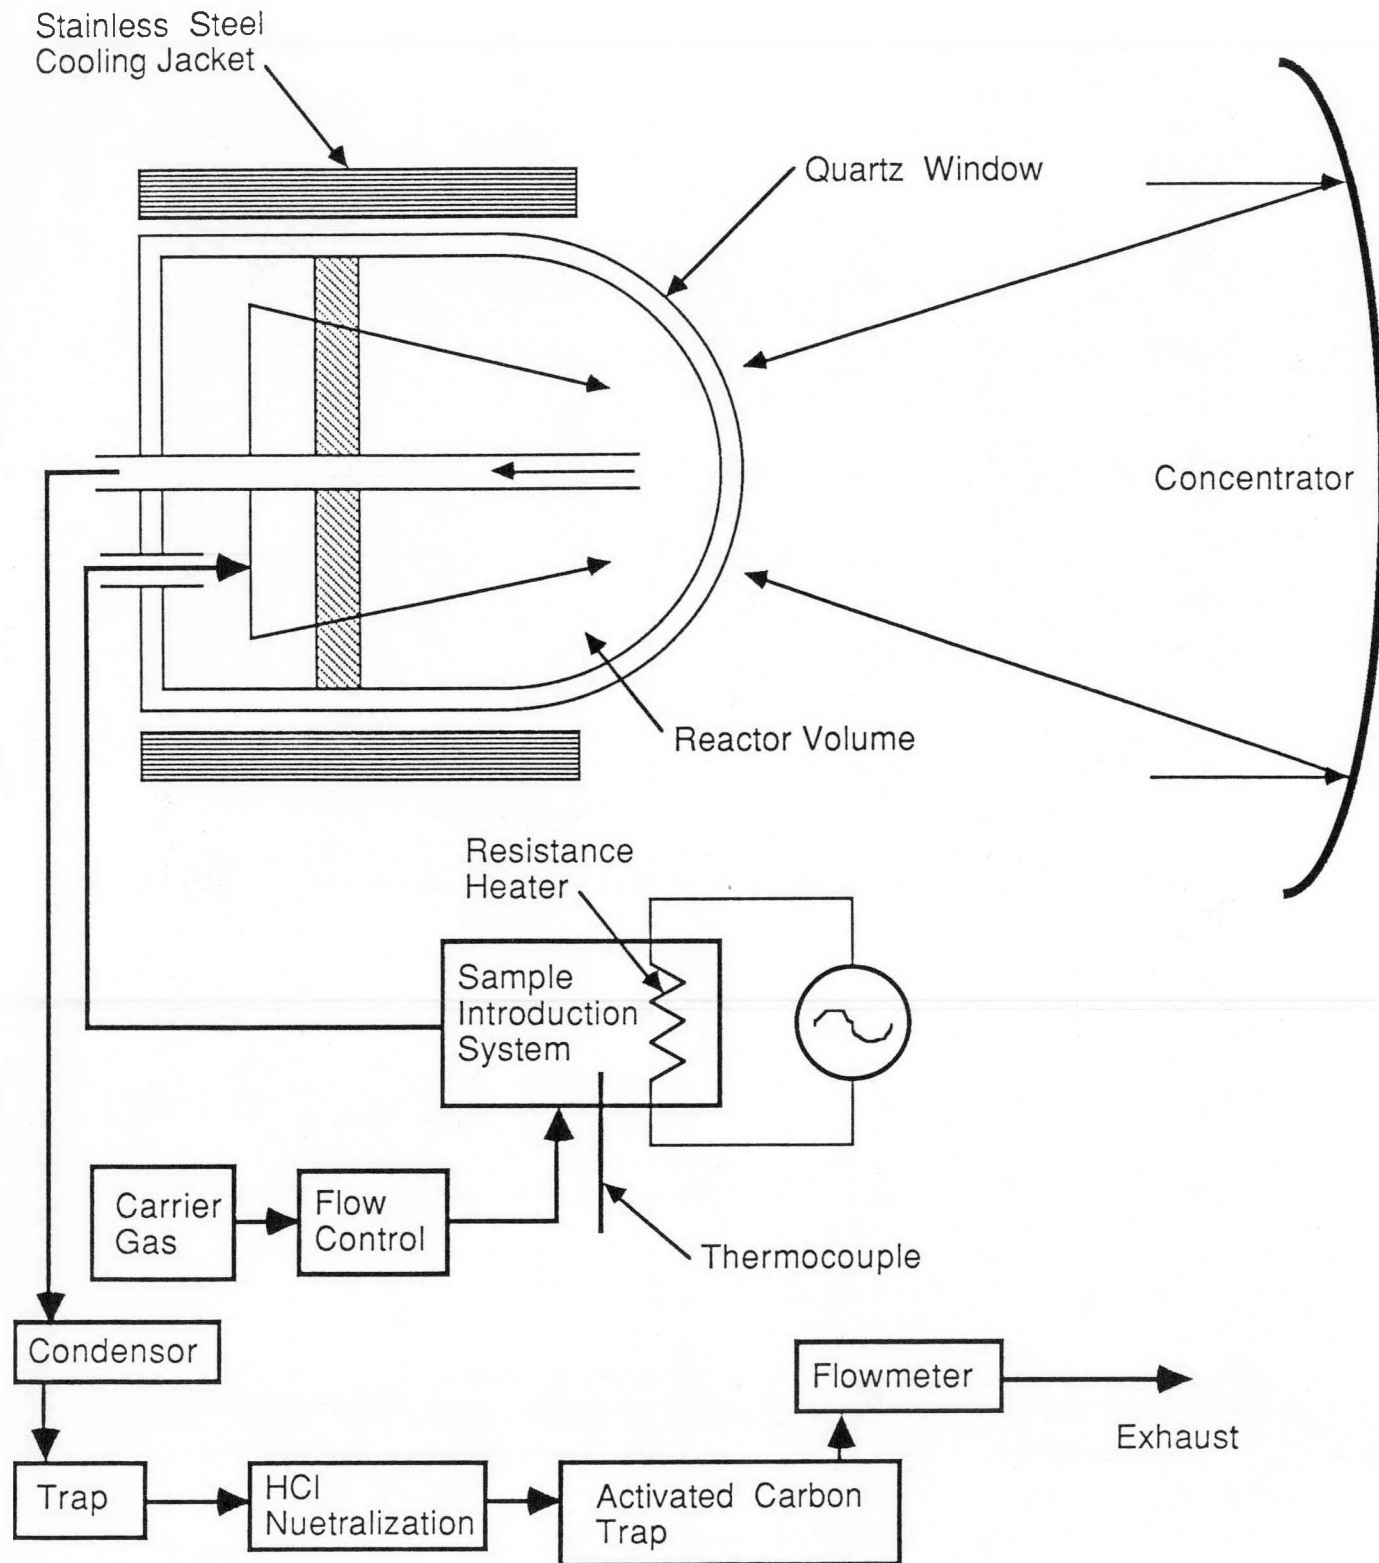 Stainless Steel
Cooling Jacket
Quartz Window
Concentrator
Reactor Volume
Resistance
Heater
Sample
Introduction
System
Carrier
Gas
Flow
Control
Thermocouple
Condensor
Flowmeter
Exhaust
Trap
HCl
Nuetralization
Activated Carbon
Trap